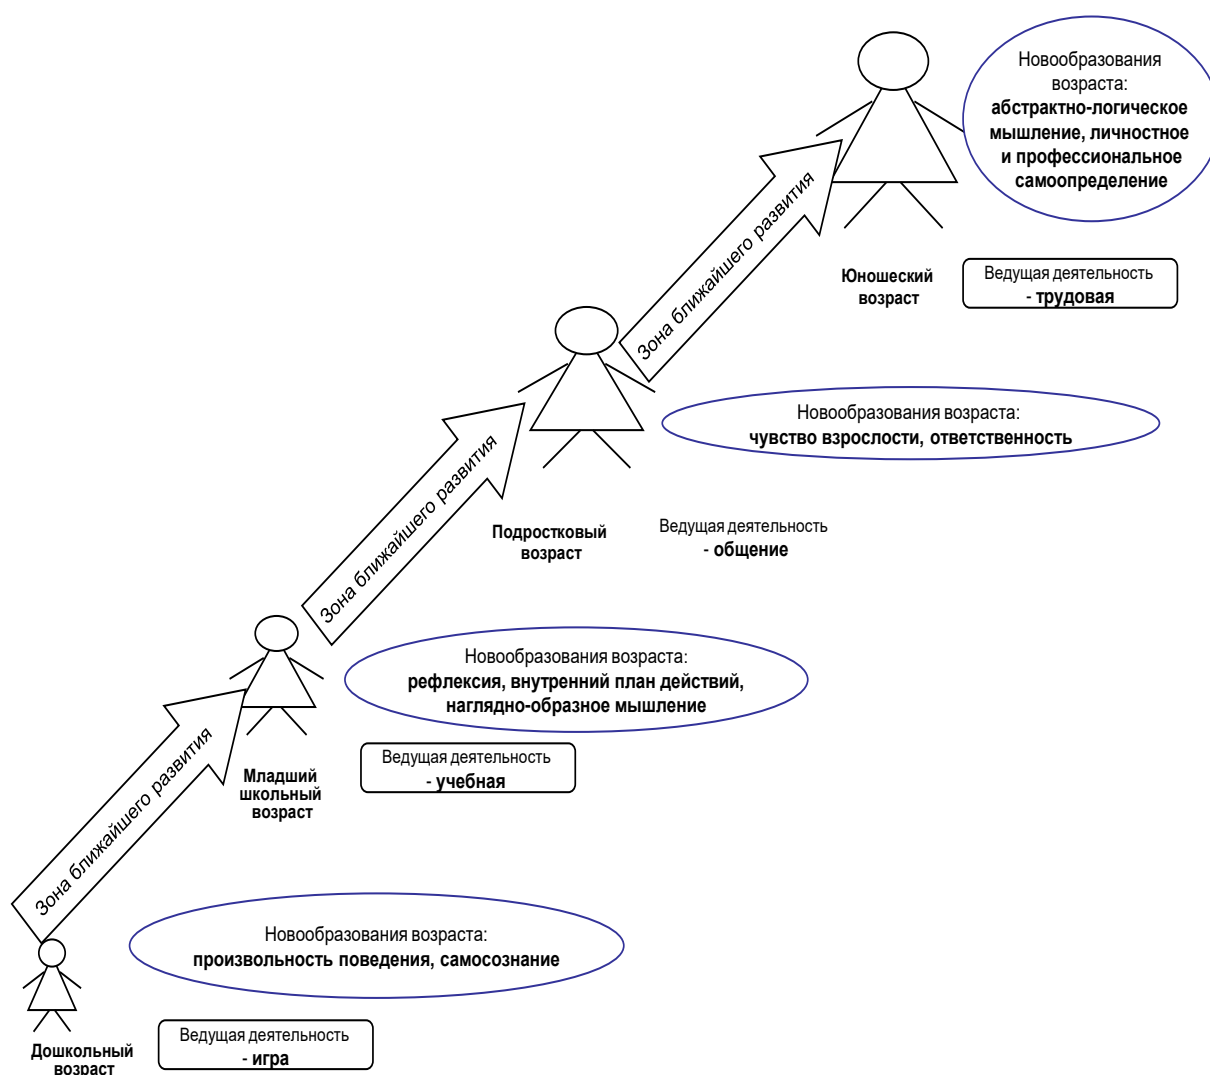 Новообразования
возраста:
абстрактно-логическое
мышление, личностное
и профессиональное
самоопределение
Зона ближайшего развития
Юношеский
возраст
Ведущая деятельность
- трудовая
Новообразования возраста:
чувство взрослости, ответственность
Зона ближайшего развития
Подростковый
возраст
Ведущая деятельность
- общение
Новообразования возраста:
рефлексия, внутренний план действий,
наглядно-образное мышление
Зона ближайшего развития
Младший
школьный
возраст
Ведущая деятельность
- учебная
Новообразования возраста:
произвольность поведения, самосознание
Дошкольный
возраст
Ведущая деятельность
- игра